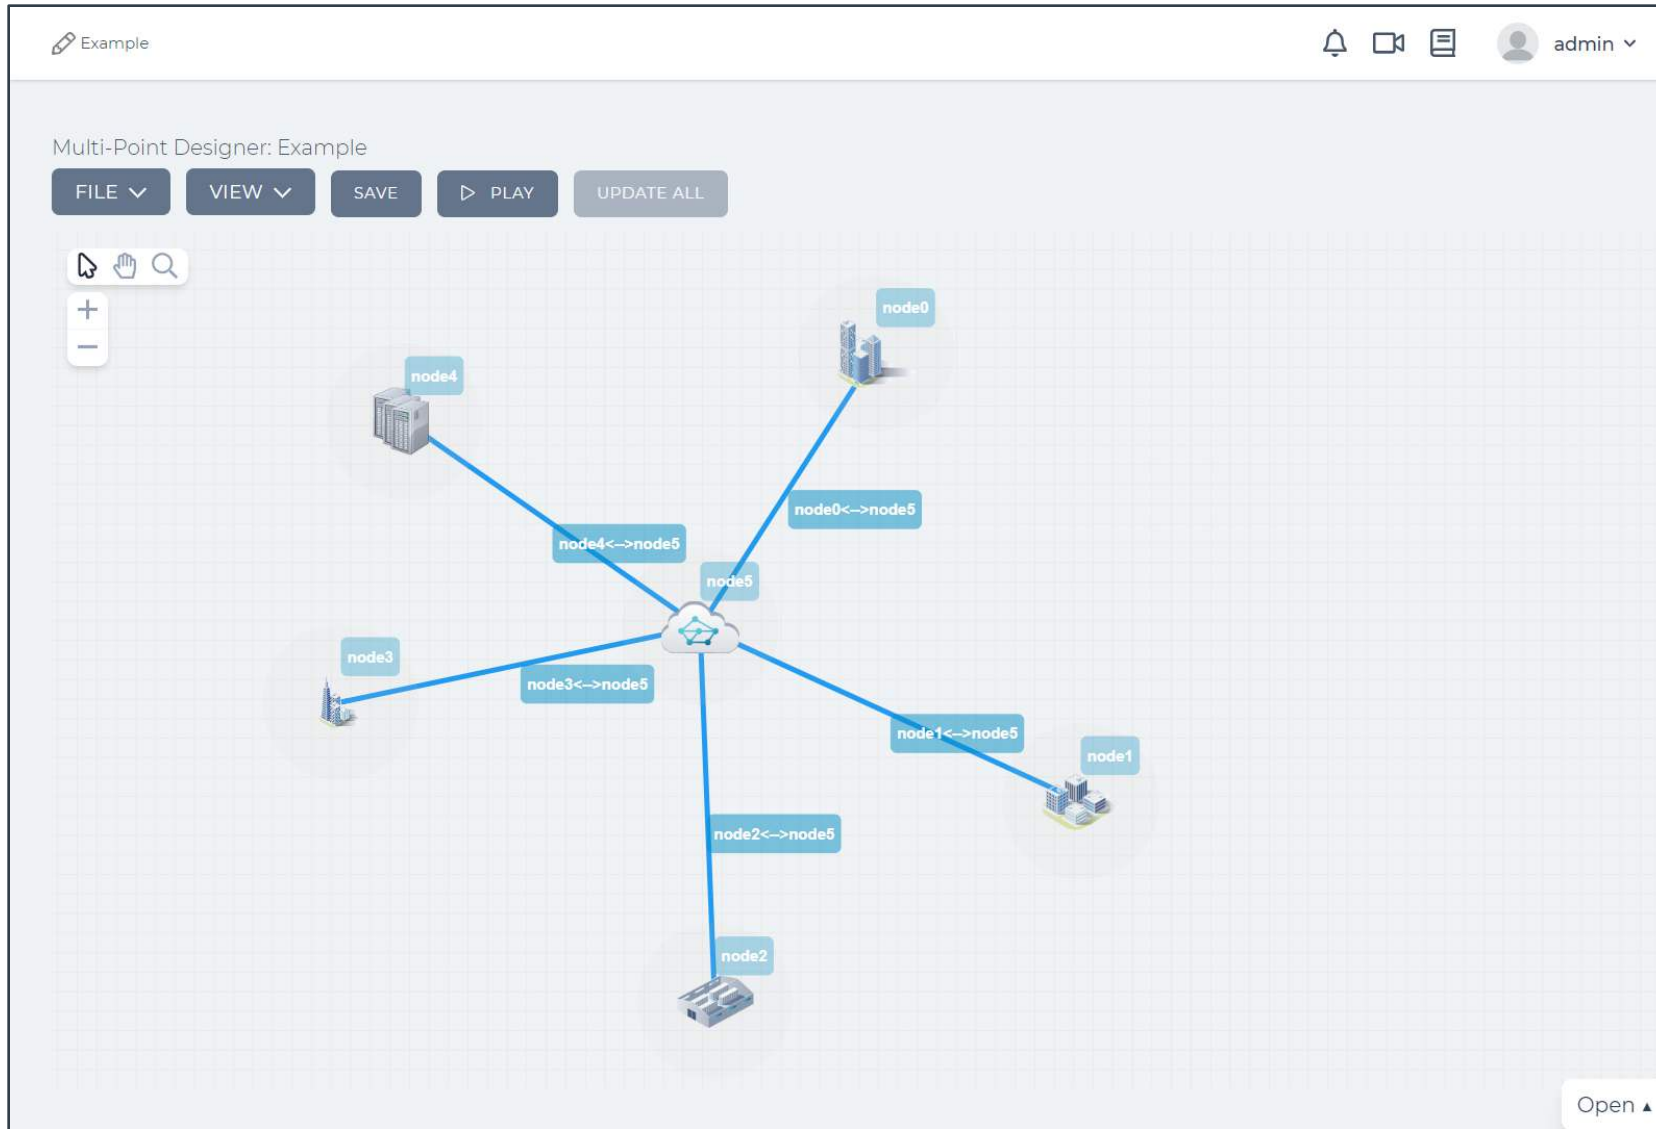 Example
admin
Multi-Point Designer: Example
FILE
VIEW
SAVE
PLAY
UPDATE ALL
node0
node4
node0<-->node5
node4<-->node5
node5
node3
node3<-->node5
node1<-->node5
node1
node2<-->node5
node2
Open